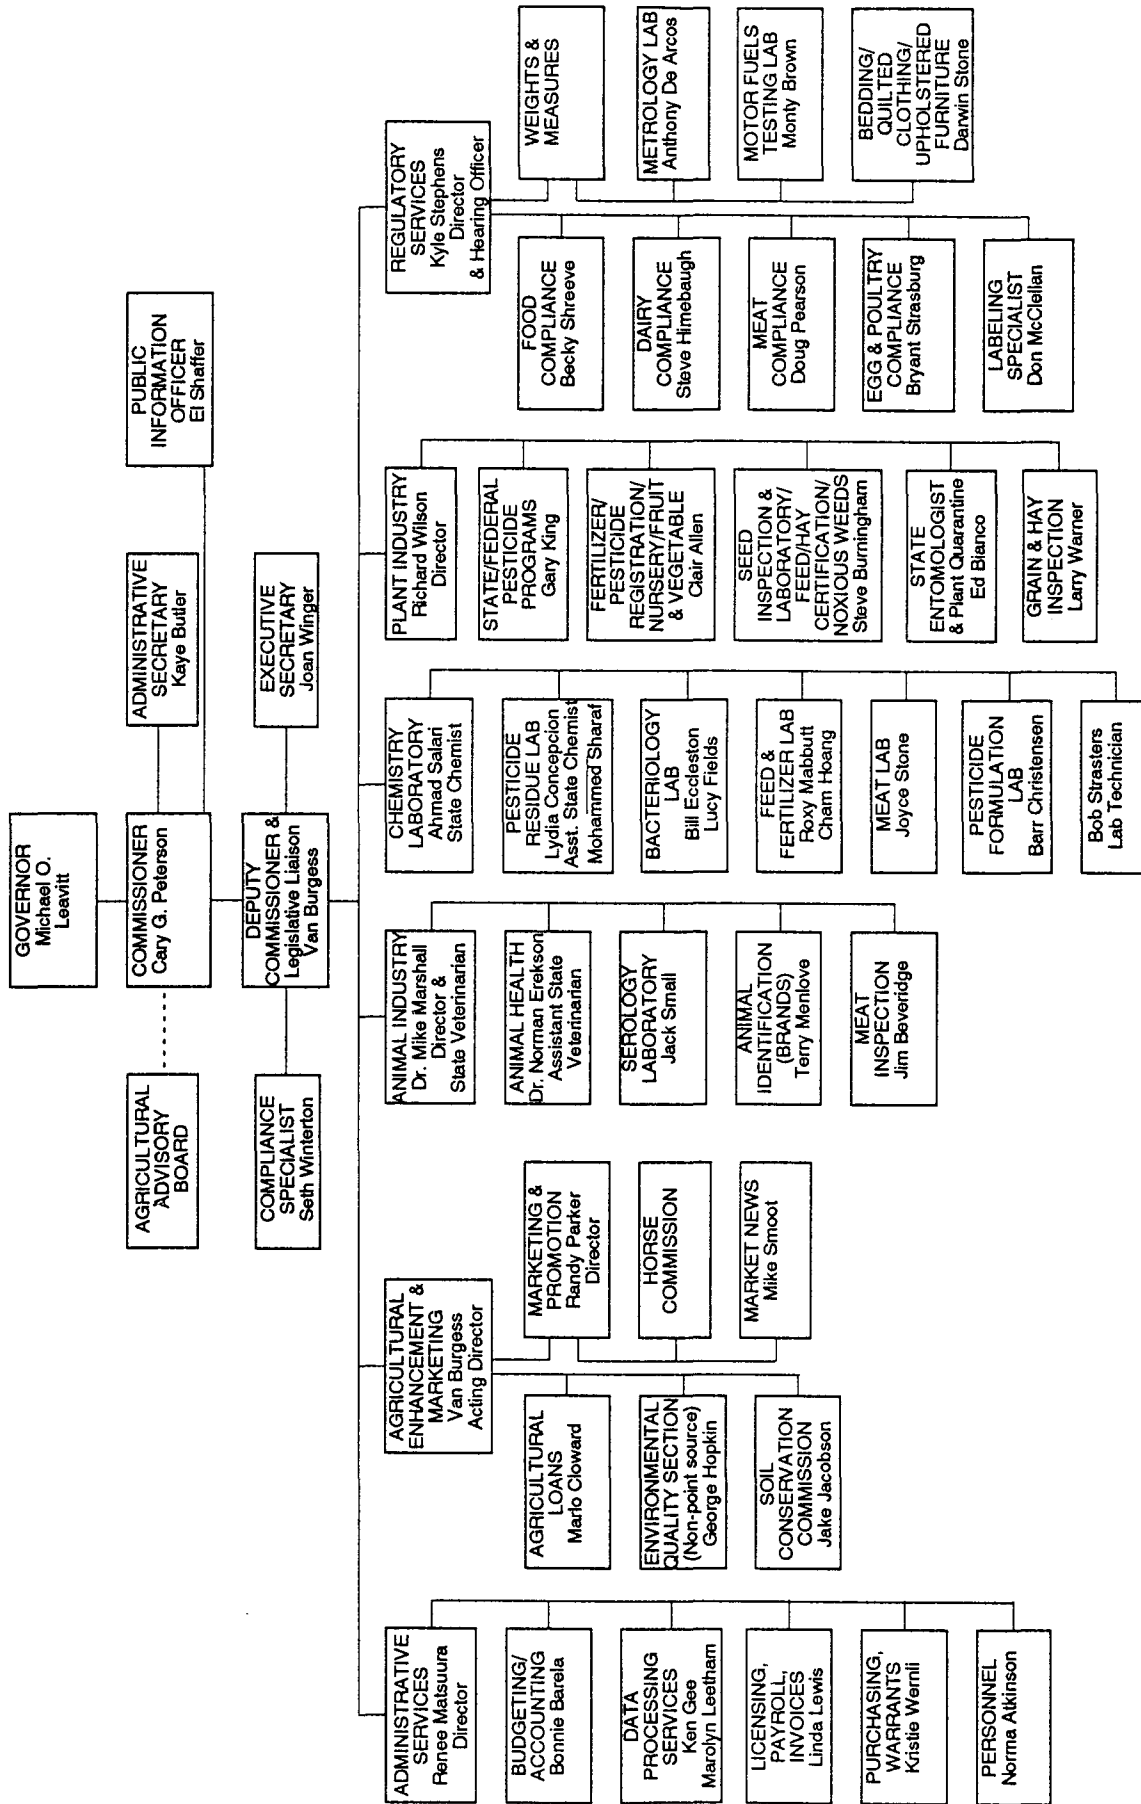 GOVERNOR
Michael O.
Leavitt
AGRICULTURAL
ADVISORY
BOARD
COMMISSIONER
Cary G. Peterson
ADMINISTRATIVE
SECRETARY
Kaye Butler
PUBLIC
INFORMATION
OFFICER
El Shaffer
COMPLIANCE
SPECIALIST
Seth Winterton
DEPUTY
COMMISSIONER &
Legislative Liaison
Van Burgess
EXECUTIVE
SECRETARY
Joan Winger
ADMINISTRATIVE
SERVICES
Renee Matsuura
Director
BUDGETING/
ACCOUNTING
Bonnie Barela
DATA
PROCESSING
SERVICES
Ken Gee
Marolyn Leetham
LICENSING,
PAYROLL,
INVOICES
Linda Lewis
PURCHASING,
WARRANTS
Kristie Wernli
PERSONNEL
Norma Atkinson
AGRICULTURAL
ENHANCEMENT &
MARKETING
Van Burgess
Acting Director
AGRICULTURAL
LOANS
Marlo Cloward
ENVIRONMENTAL
QUALITY SECTION
(Non-point source)
George Hopkin
SOIL
CONSERVATION
COMMISSION
Jake Jacobson
MARKETING &
PROMOTION
Randy Parker
Director
HORSE
COMMISSION
MARKET NEWS
Mike Smoot
ANIMAL INDUSTRY
Dr. Mike Marshall
Director &
State Veterinarian
ANIMAL HEALTH
Dr. Norman Erekson
Assistant State
Veterinarian
SEROLOGY
LABORATORY
Jack Small
ANIMAL
IDENTIFICATION
(BRANDS)
Terry Menlove
MEAT
INSPECTION
Jim Beveridge
CHEMISTRY
LABORATORY
Ahmad Salari
State Chemist
PESTICIDE
RESIDUE LAB
Lydia Concepcion
Asst. State Chemist
Mohammed Sharaf
BACTERIOLOGY
LAB
Bill Eccleston
Lucy Fields
FEED &
FERTILIZER LAB
Roxy Mabbutt
Cham Hoang
MEAT LAB
Joyce Stone
PESTICIDE
FORMULATION
LAB
Barr Christensen
Bob Strasters
Lab Technician
PLANT INDUSTRY
Richard Wilson
Director
STATE/FEDERAL
PESTICIDE
PROGRAMS
Gary King
FERTILIZER/
PESTICIDE
REGISTRATION/
NURSERY/FRUIT
& VEGETABLE
Clair Allen
SEED
INSPECTION &
LABORATORY/
FEED/HAY
CERTIFICATION/
NOXIOUS WEEDS
Steve Burningham
STATE
ENTOMOLOGIST
& Plant Quarantine
Ed Bianco
GRAIN & HAY
INSPECTION
Larry Warner
REGULATORY
SERVICES
Kyle Stephens
Director
& Hearing Officer
FOOD
COMPLIANCE
Becky Shreeve
DAIRY
COMPLIANCE
Steve Himebaugh
MEAT
COMPLIANCE
Doug Pearson
EGG & POULTRY
COMPLIANCE
Bryant Strasburg
LABELING
SPECIALIST
Don McClellan
WEIGHTS &
MEASURES
METROLOGY LAB
Anthony De Arcos
MOTOR FUELS
TESTING LAB
Monty Brown
BEDDING/
QUILTED
CLOTHING/
UPHOLSTERED
FURNITURE
Darwin Stone